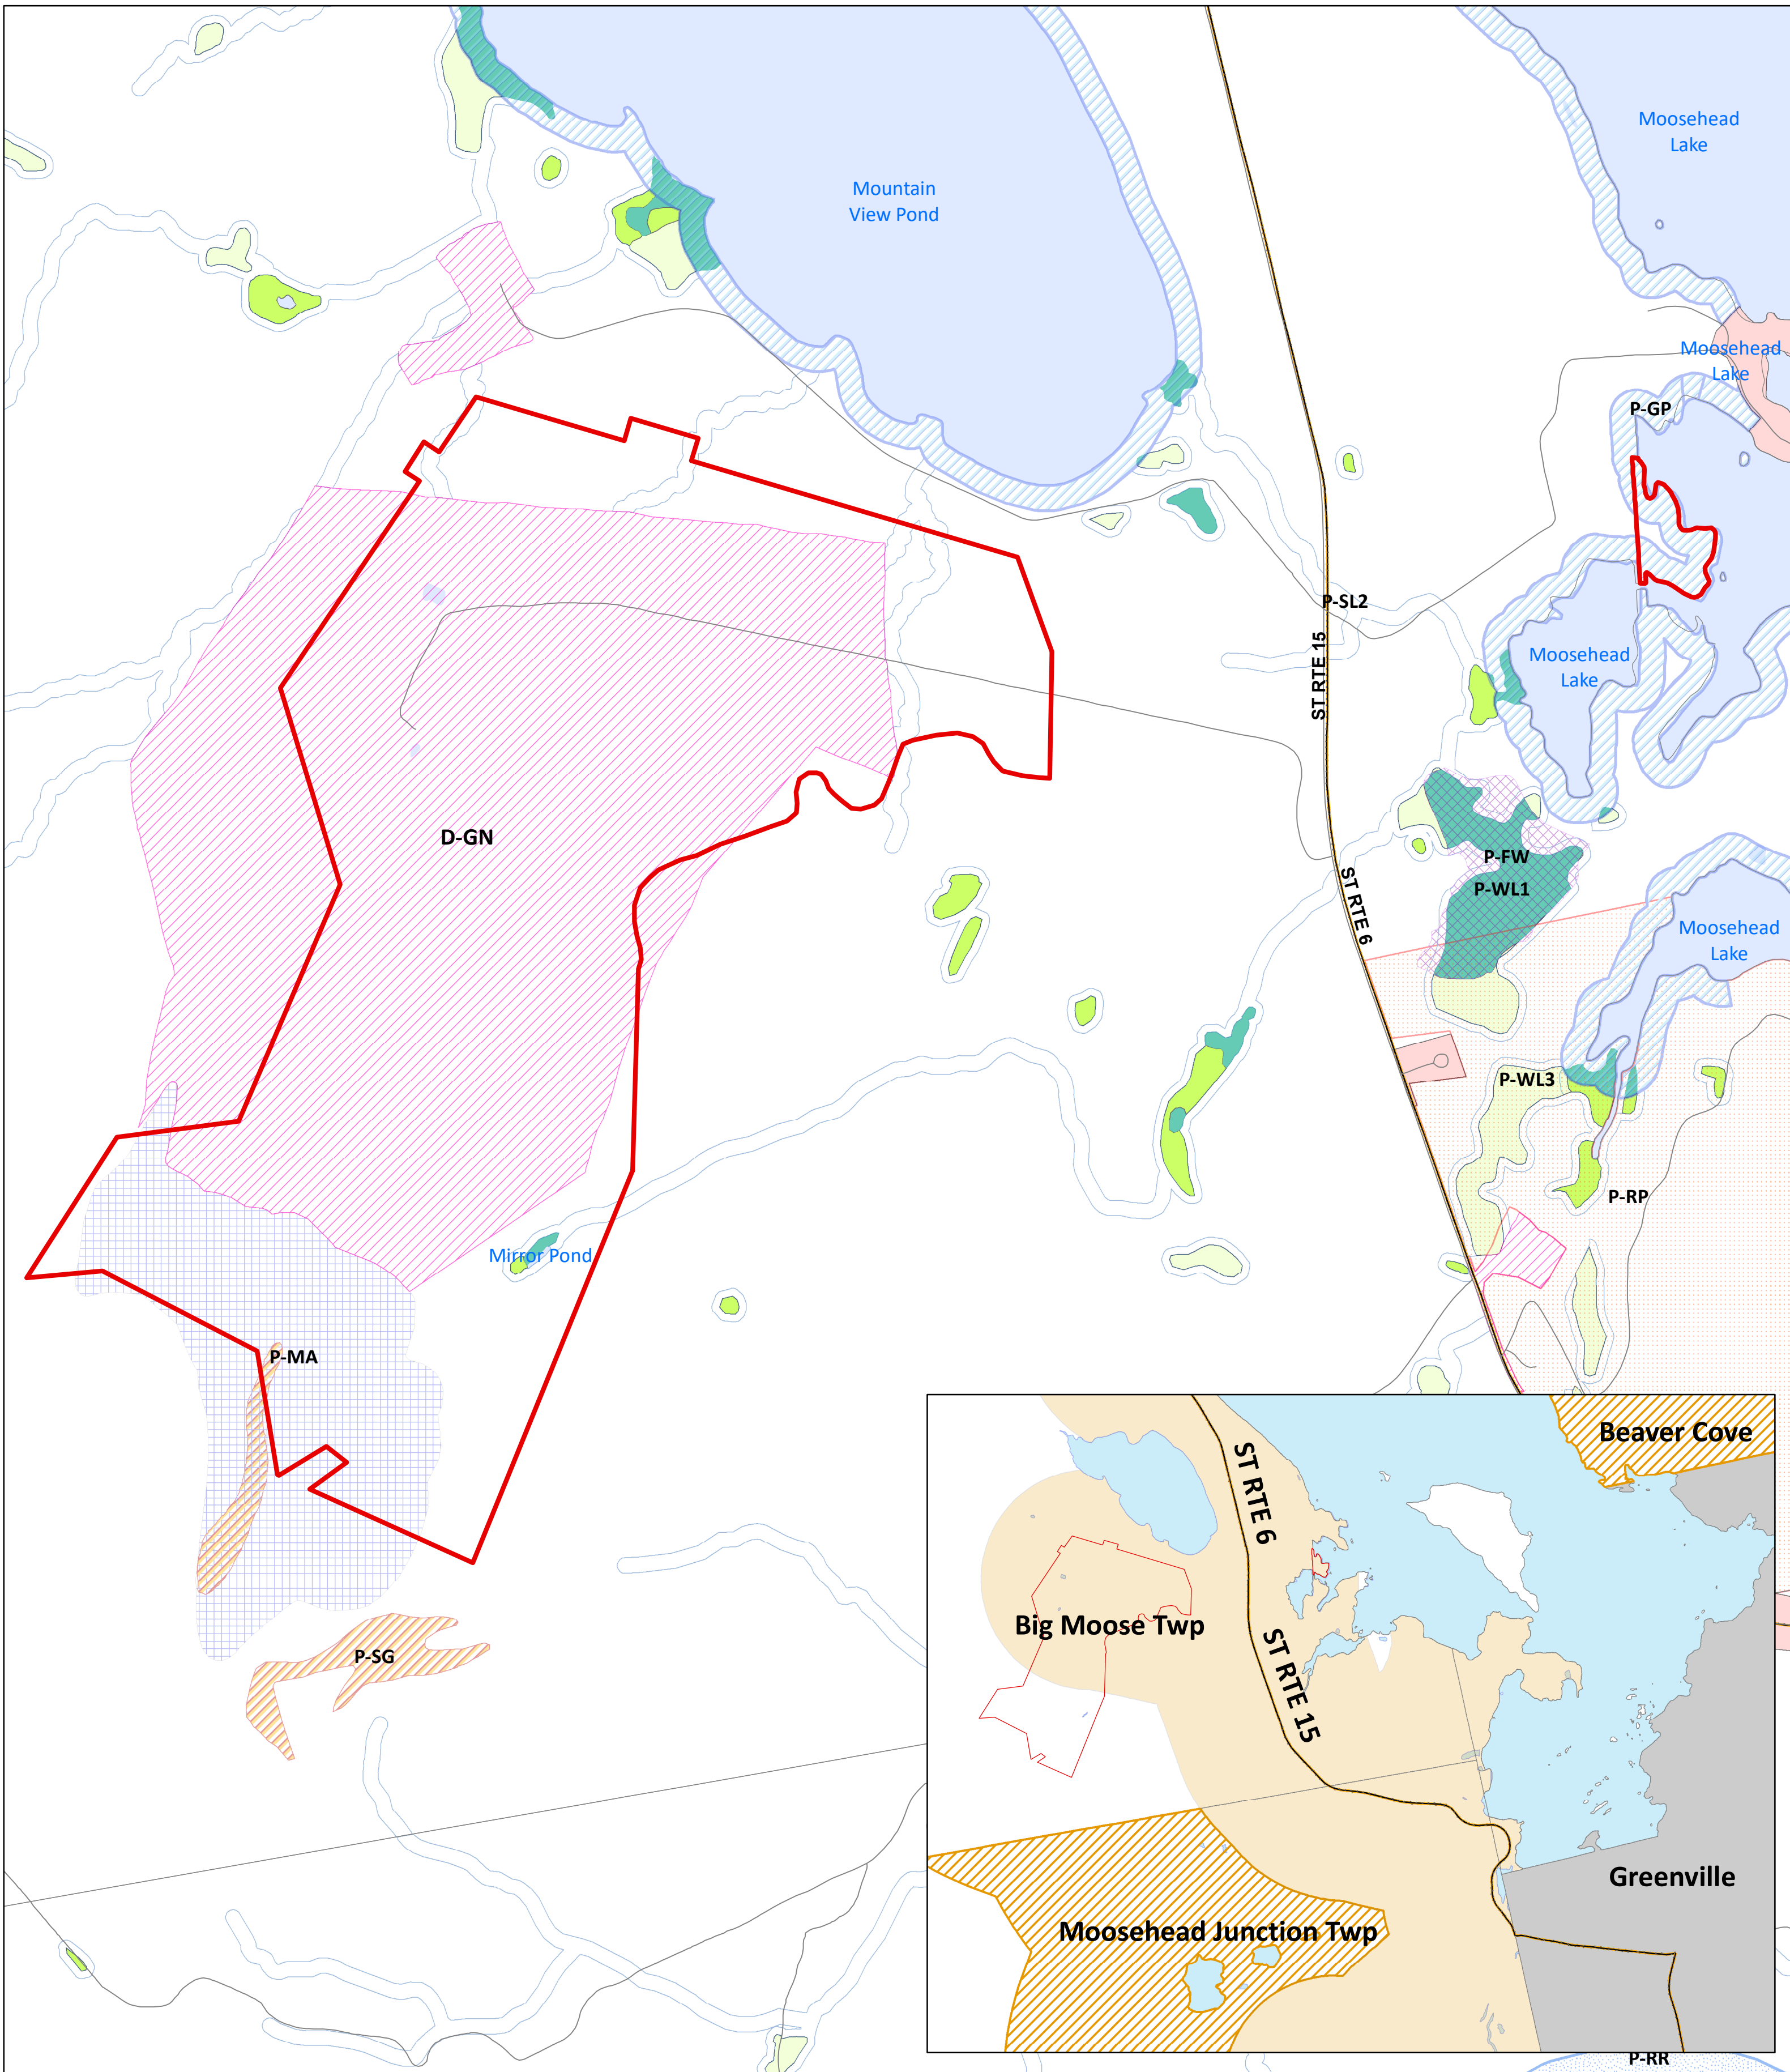 Moosehead
Lake
Mountain
View Pond
Moosehead
Lake
P-GP
P-SL2
ST RTE 15
Moosehead
Lake
D-GN
P-FW
P-WL1
ST RTE 6
Moosehead
Lake
P-WL3
P-RP
Mirror Pond
P-MA
P-SG
Beaver Cove
ST RTE 6
Big Moose Twp
ST RTE 15
Greenville
Moosehead Junction Twp
P-RR